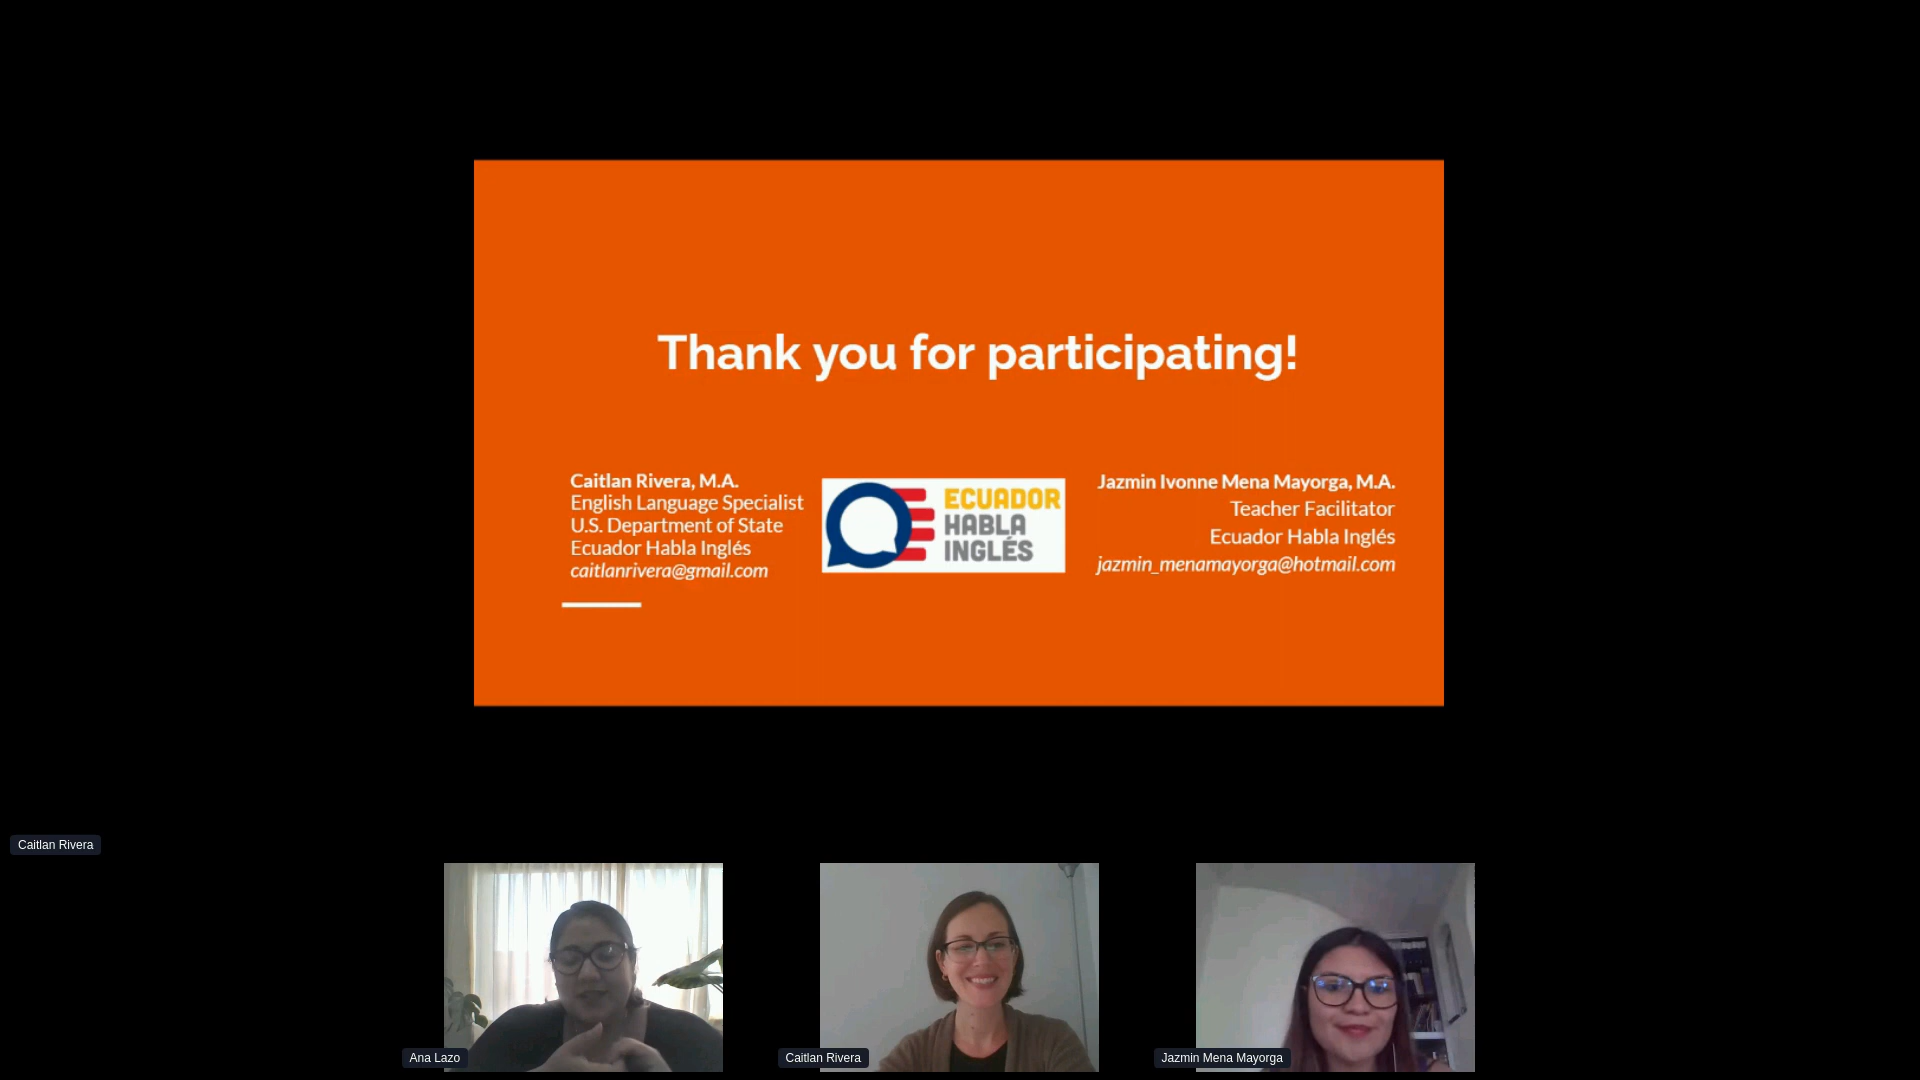 Thank you for participating!
Caitlan Rivera, M.A.
English Language Specialist
U.S. Department of State
Ecuador Habla Inglés
caitlanrivera@gmail.com
ECUADOR
HABLA
INGLÉS
Jazmin Ivonne Mena Mayorga, M.A.
Teacher Facilitator
Ecuador Habla Inglés
jazmin_menamayorga@hotmail.com
Caitlan Rivera
Ana Lazo
Caitlan Rivera
Jazmin Mena Mayorga